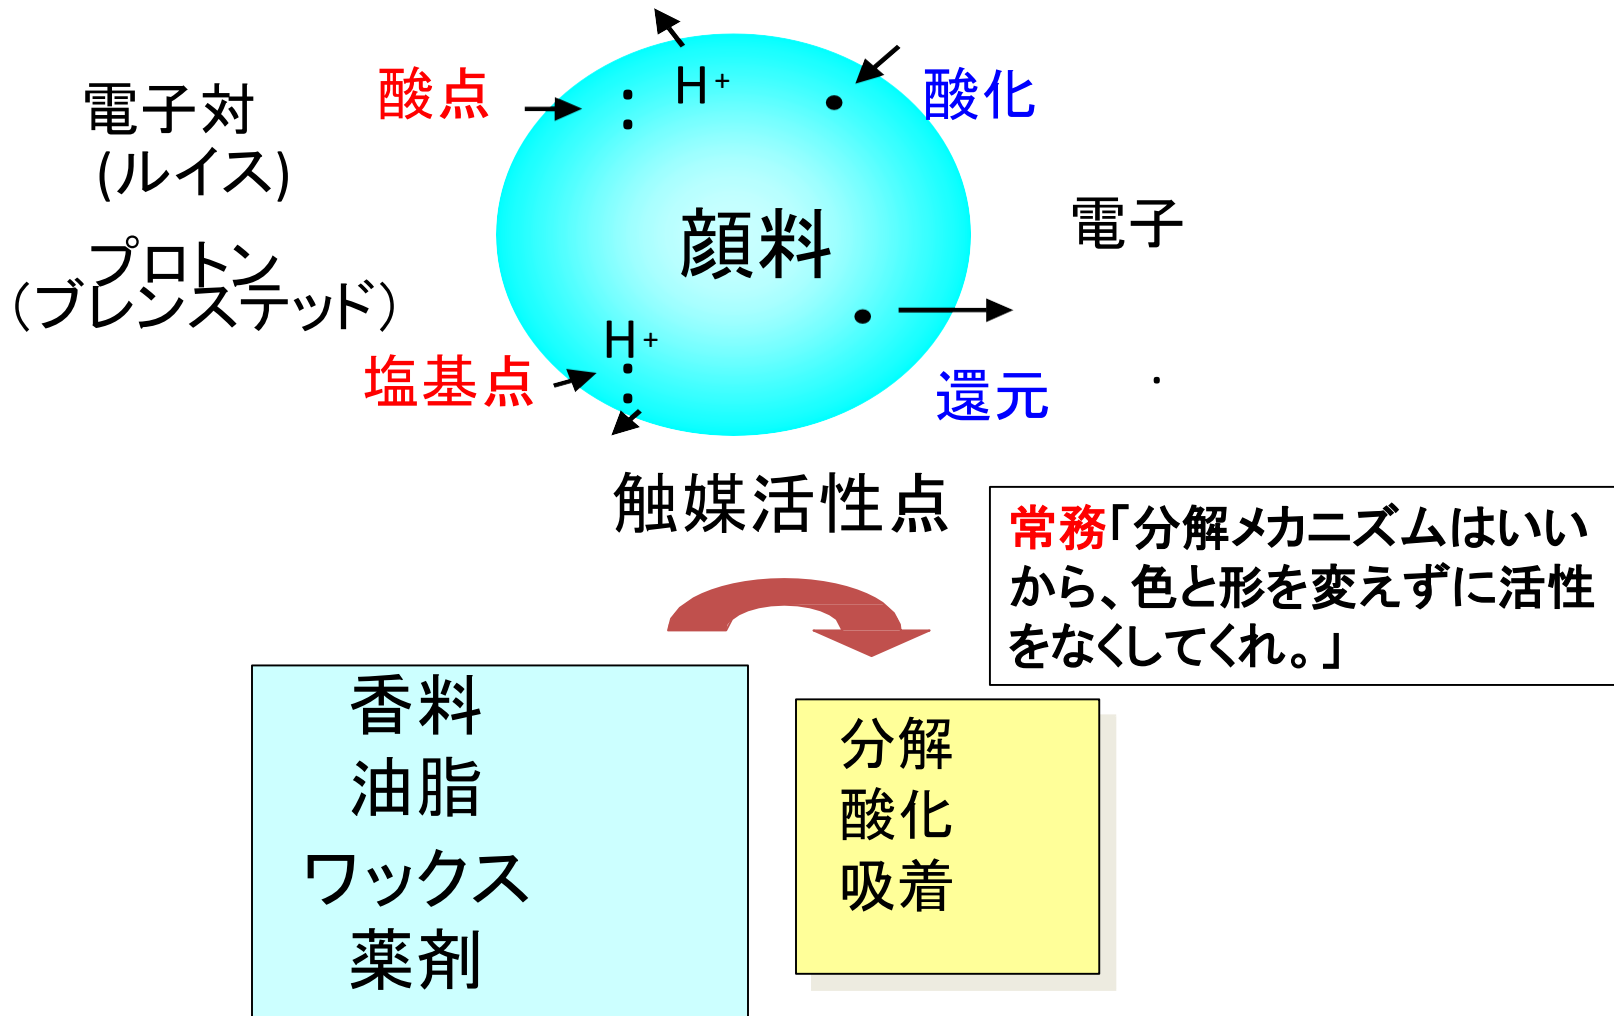 電子対
(ルイス)
プロトン
（ブレンステッド）
酸点
H+
酸化
顔料
電子
H+
塩基点
還元
触媒活性点
常務「分解メカニズムはいい
から、色と形を変えずに活性
をなくしてくれ。」
香料
油脂
ワックス
薬剤
分解
酸化
吸着